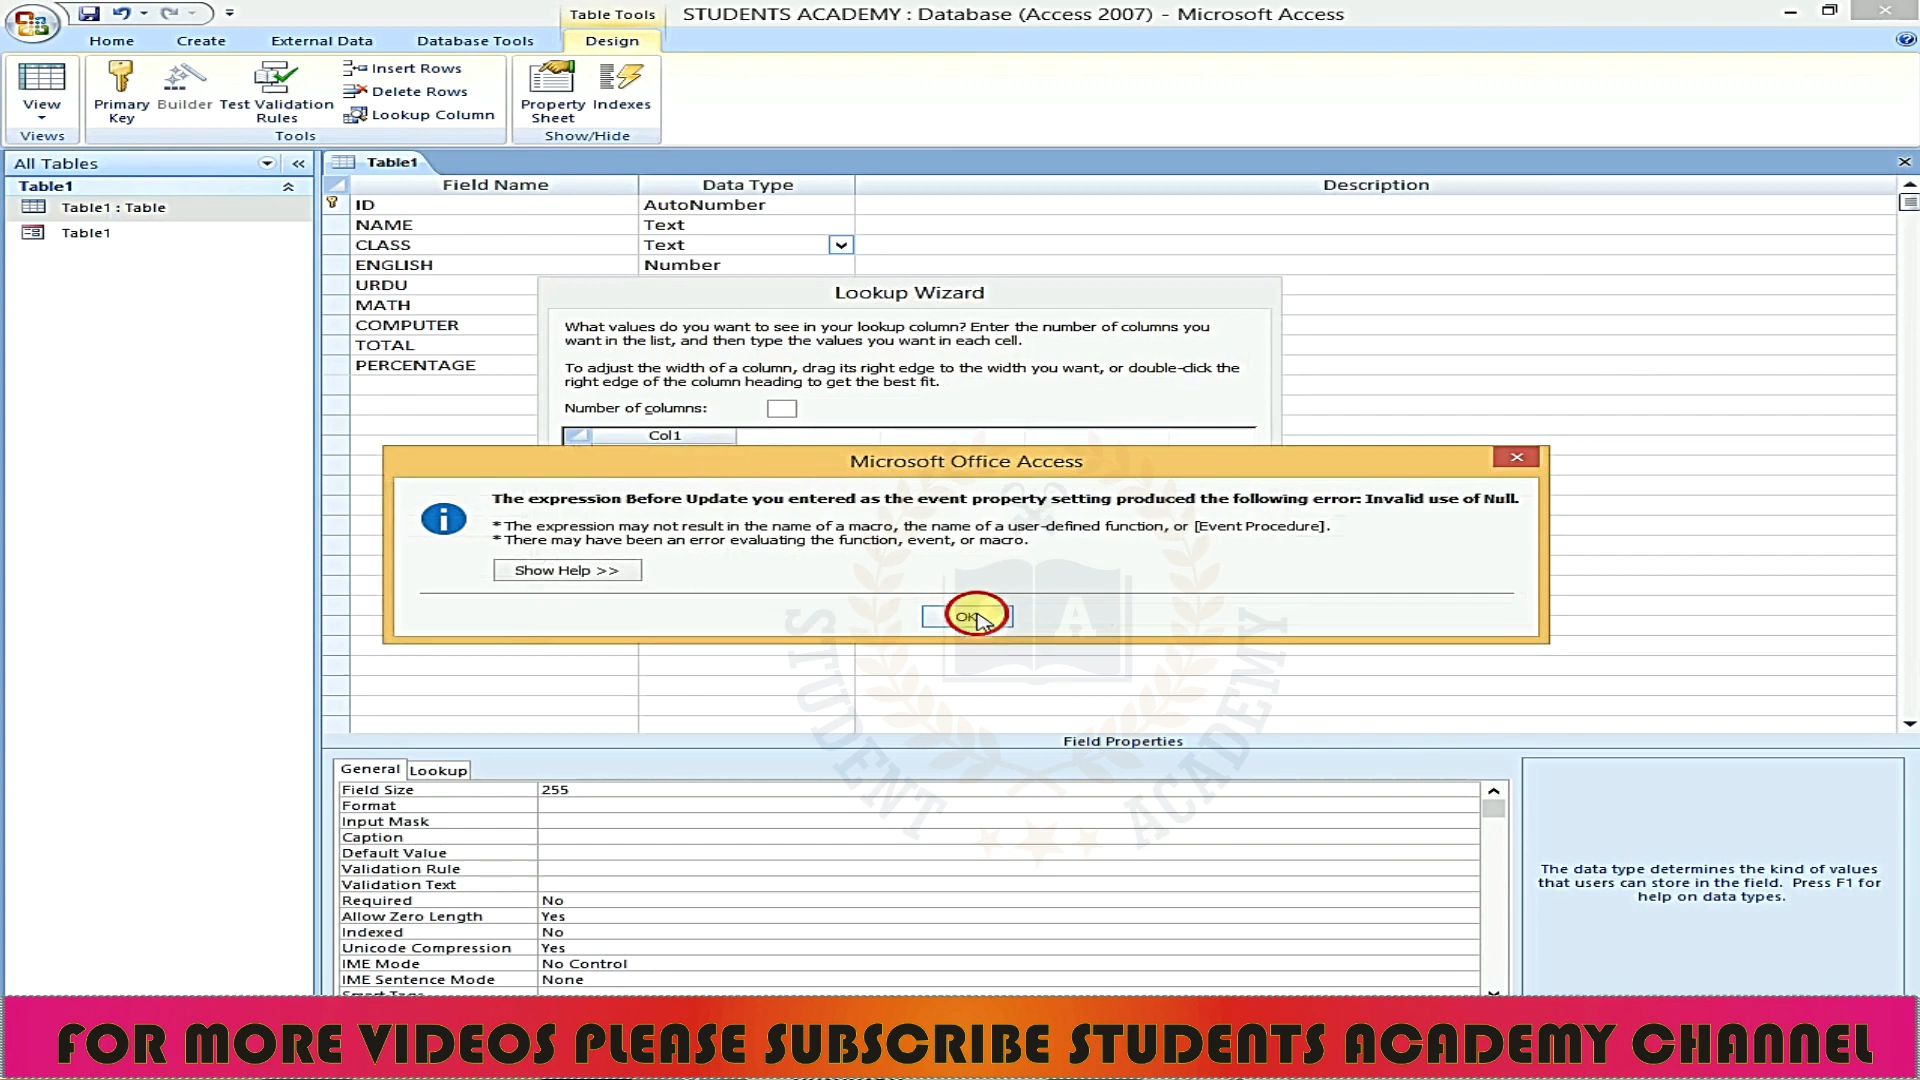 Table Tools
STUDENTS ACADEMY : Database (Access 2007) - Microsoft Access
Home
Create
External Data
Database Tools
Design
View
Primary Key
Builder
Test Validation Rules
Insert Rows
Delete Rows
Lookup Column
Property Sheet
Indexes
Views
Tools
Show/Hide
All Tables
Table1
Table1 : Table
Table1
Table1
Field Name
Data Type
Description
ID
AutoNumber
NAME
Text
CLASS
Text
ENGLISH
Number
URDU
MATH
COMPUTER
TOTAL
PERCENTAGE
Lookup Wizard
What values do you want to see in your lookup column? Enter the number of columns you
want in the list, and then type the values you want in each cell.
To adjust the width of a column, drag its right edge to the width you want, or double-click the
right edge of the column heading to get the best fit.
Number of columns:
Col1
Microsoft Office Access
The expression Before Update you entered as the event property setting produced the following error: Invalid use of Null.
* The expression may not result in the name of a macro, the name of a user-defined function, or [Event Procedure].
* There may have been an error evaluating the function, event, or macro.
Show Help >>
OK
A
STUDENT ACADEMY
Field Properties
General
Lookup
Field Size
255
Format
Input Mask
Caption
Default Value
Validation Rule
Validation Text
Required
No
Allow Zero Length
Yes
Indexed
No
Unicode Compression
Yes
IME Mode
No Control
IME Sentence Mode
None
The data type determines the kind of values
that users can store in the field. Press F1 for
help on data types.
FOR MORE VIDEOS PLEASE SUBSCRIBE STUDENTS ACADEMY CHANNEL